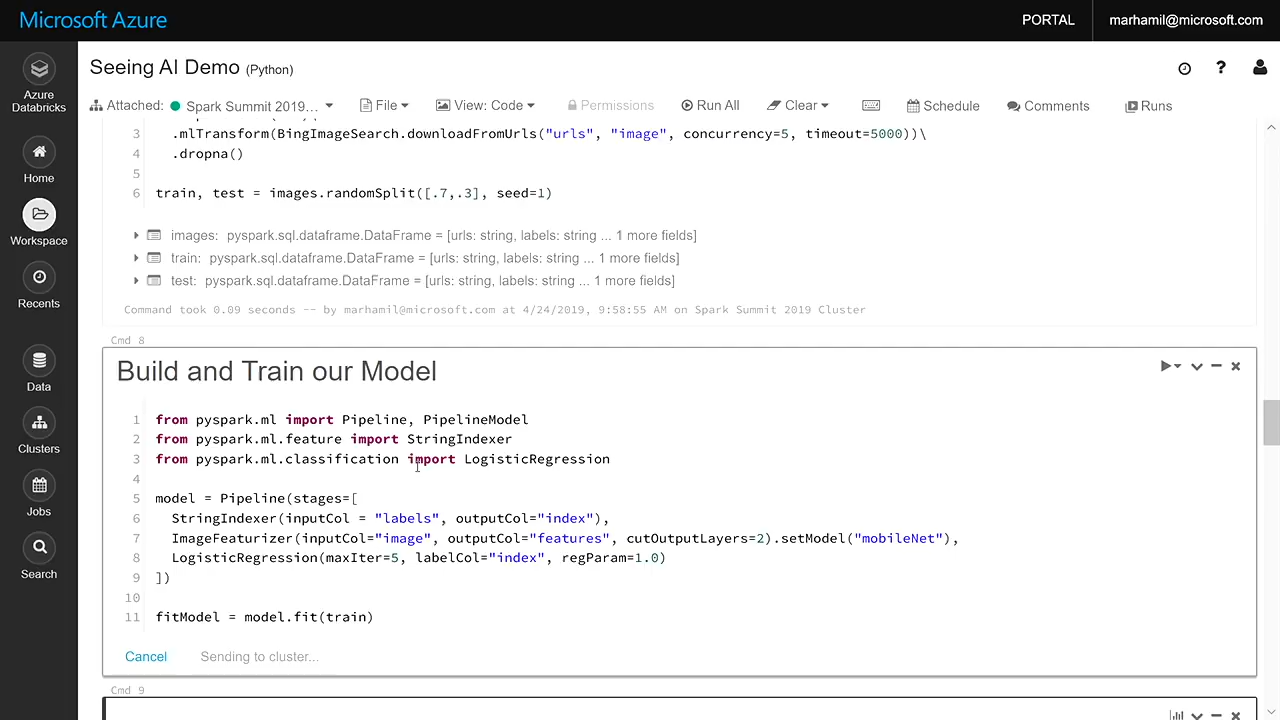 Microsoft Azure
PORTAL
marhamil@microsoft.com
Azure Databricks
Home
Workspace
Recents
Data
Clusters
Jobs
Search
Seeing AI Demo (Python)
Attached: Spark Summit 2019... File View: Code Permissions Run All Clear Schedule Comments Runs
3 .mlTransform(BingImageSearch.downloadFromUrls("urls", "image", concurrency=5, timeout=5000))\
4 .dropna()
5
6 train, test = images.randomSplit([.7,.3], seed=1)
images: pyspark.sql.dataframe.DataFrame = [urls: string, labels: string ... 1 more fields]
train: pyspark.sql.dataframe.DataFrame = [urls: string, labels: string ... 1 more fields]
test: pyspark.sql.dataframe.DataFrame = [urls: string, labels: string ... 1 more fields]
Command took 0.09 seconds -- by marhamil@microsoft.com at 4/24/2019, 9:58:55 AM on Spark Summit 2019 Cluster
Cmd 8
Build and Train our Model
1 from pyspark.ml import Pipeline, PipelineModel
2 from pyspark.ml.feature import StringIndexer
3 from pyspark.ml.classification import LogisticRegression
4
5 model = Pipeline(stages=[
6 StringIndexer(inputCol = "labels", outputCol="index"),
7 ImageFeaturizer(inputCol="image", outputCol="features", cutOutputLayers=2).setModel("mobileNet"),
8 LogisticRegression(maxIter=5, labelCol="index", regParam=1.0)
9 ])
10
11 fitModel = model.fit(train)
Cancel Sending to cluster...
Cmd 9